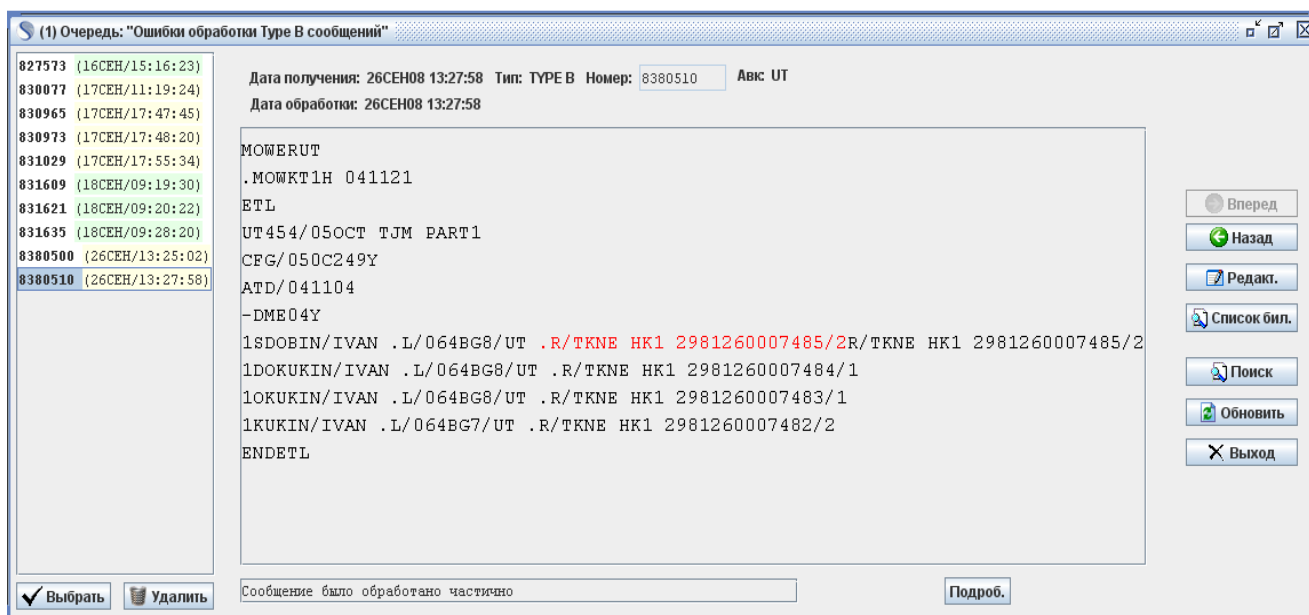 (1) Очередь: "Ошибки обработки Type B сообщений"
827573 (16СЕН/15:16:23)
830077 (17СЕН/11:19:24)
830965 (17СЕН/17:47:45)
830973 (17СЕН/17:48:20)
831029 (17СЕН/17:55:34)
831609 (18СЕН/09:19:30)
831621 (18СЕН/09:20:22)
831635 (18СЕН/09:28:20)
8380500 (26СЕН/13:25:02)
8380510 (26СЕН/13:27:58)
Выбрать Удалить
Дата получения: 26СЕН08 13:27:58 Тип: TYPE B Номер: 8380510 Авк: UT
Дата обработки: 26СЕН08 13:27:58
MOWERUT
.MOWKT1H 041121
ETL
UT454/05OCT TJM PART1
CFG/050C249Y
ATD/041104
-DME04Y
1SDOBIN/IVAN .L/064BG8/UT .R/TKNE HK1 2981260007485/2R/TKNE HK1 2981260007485/2
1DOKUKIN/IVAN .L/064BG8/UT .R/TKNE HK1 2981260007484/1
1OKUKIN/IVAN .L/064BG8/UT .R/TKNE HK1 2981260007483/1
1KUKIN/IVAN .L/064BG7/UT .R/TKNE HK1 2981260007482/2
ENDETL
Сообщение было обработано частично
Подроб.
Вперед
Назад
Редакт.
Список бил.
Поиск
Обновить
Выход